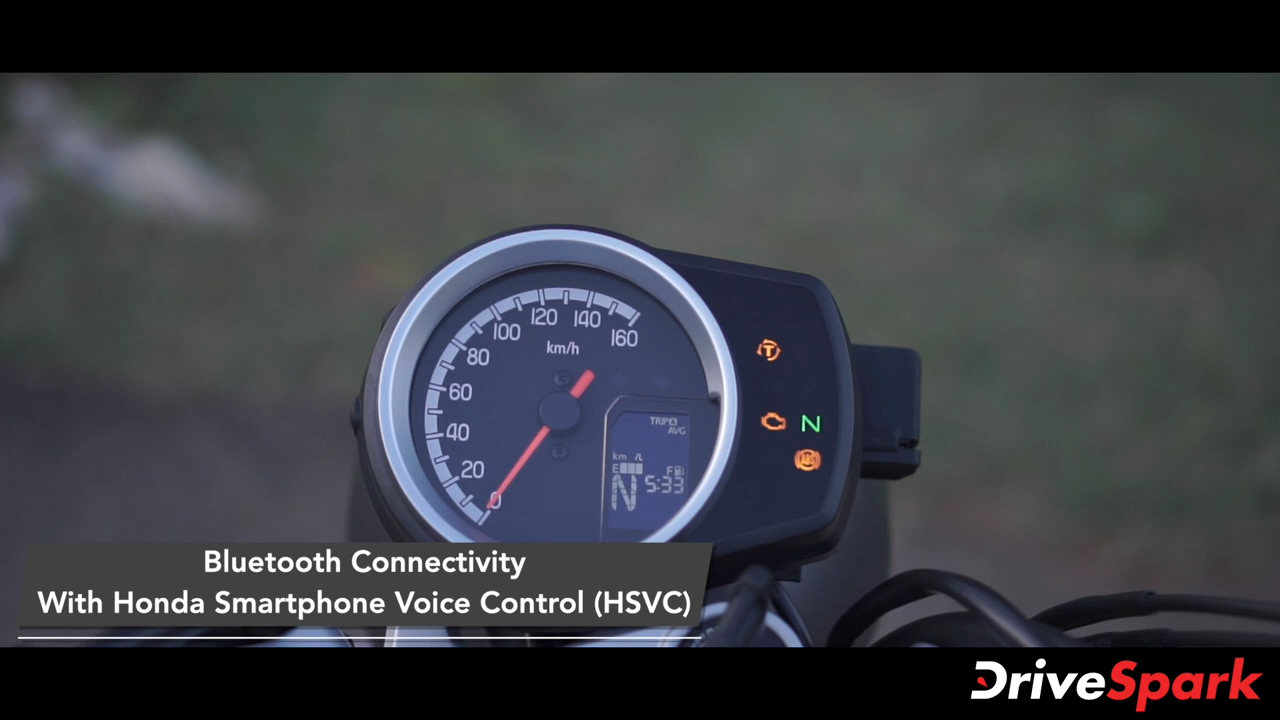 120
140
100
160
km/h
80
60
40
20
0
T
N
ABS
TRIP
AVG
km /L
E
F
N
5:33
Bluetooth Connectivity
With Honda Smartphone Voice Control (HSVC)
DriveSpark